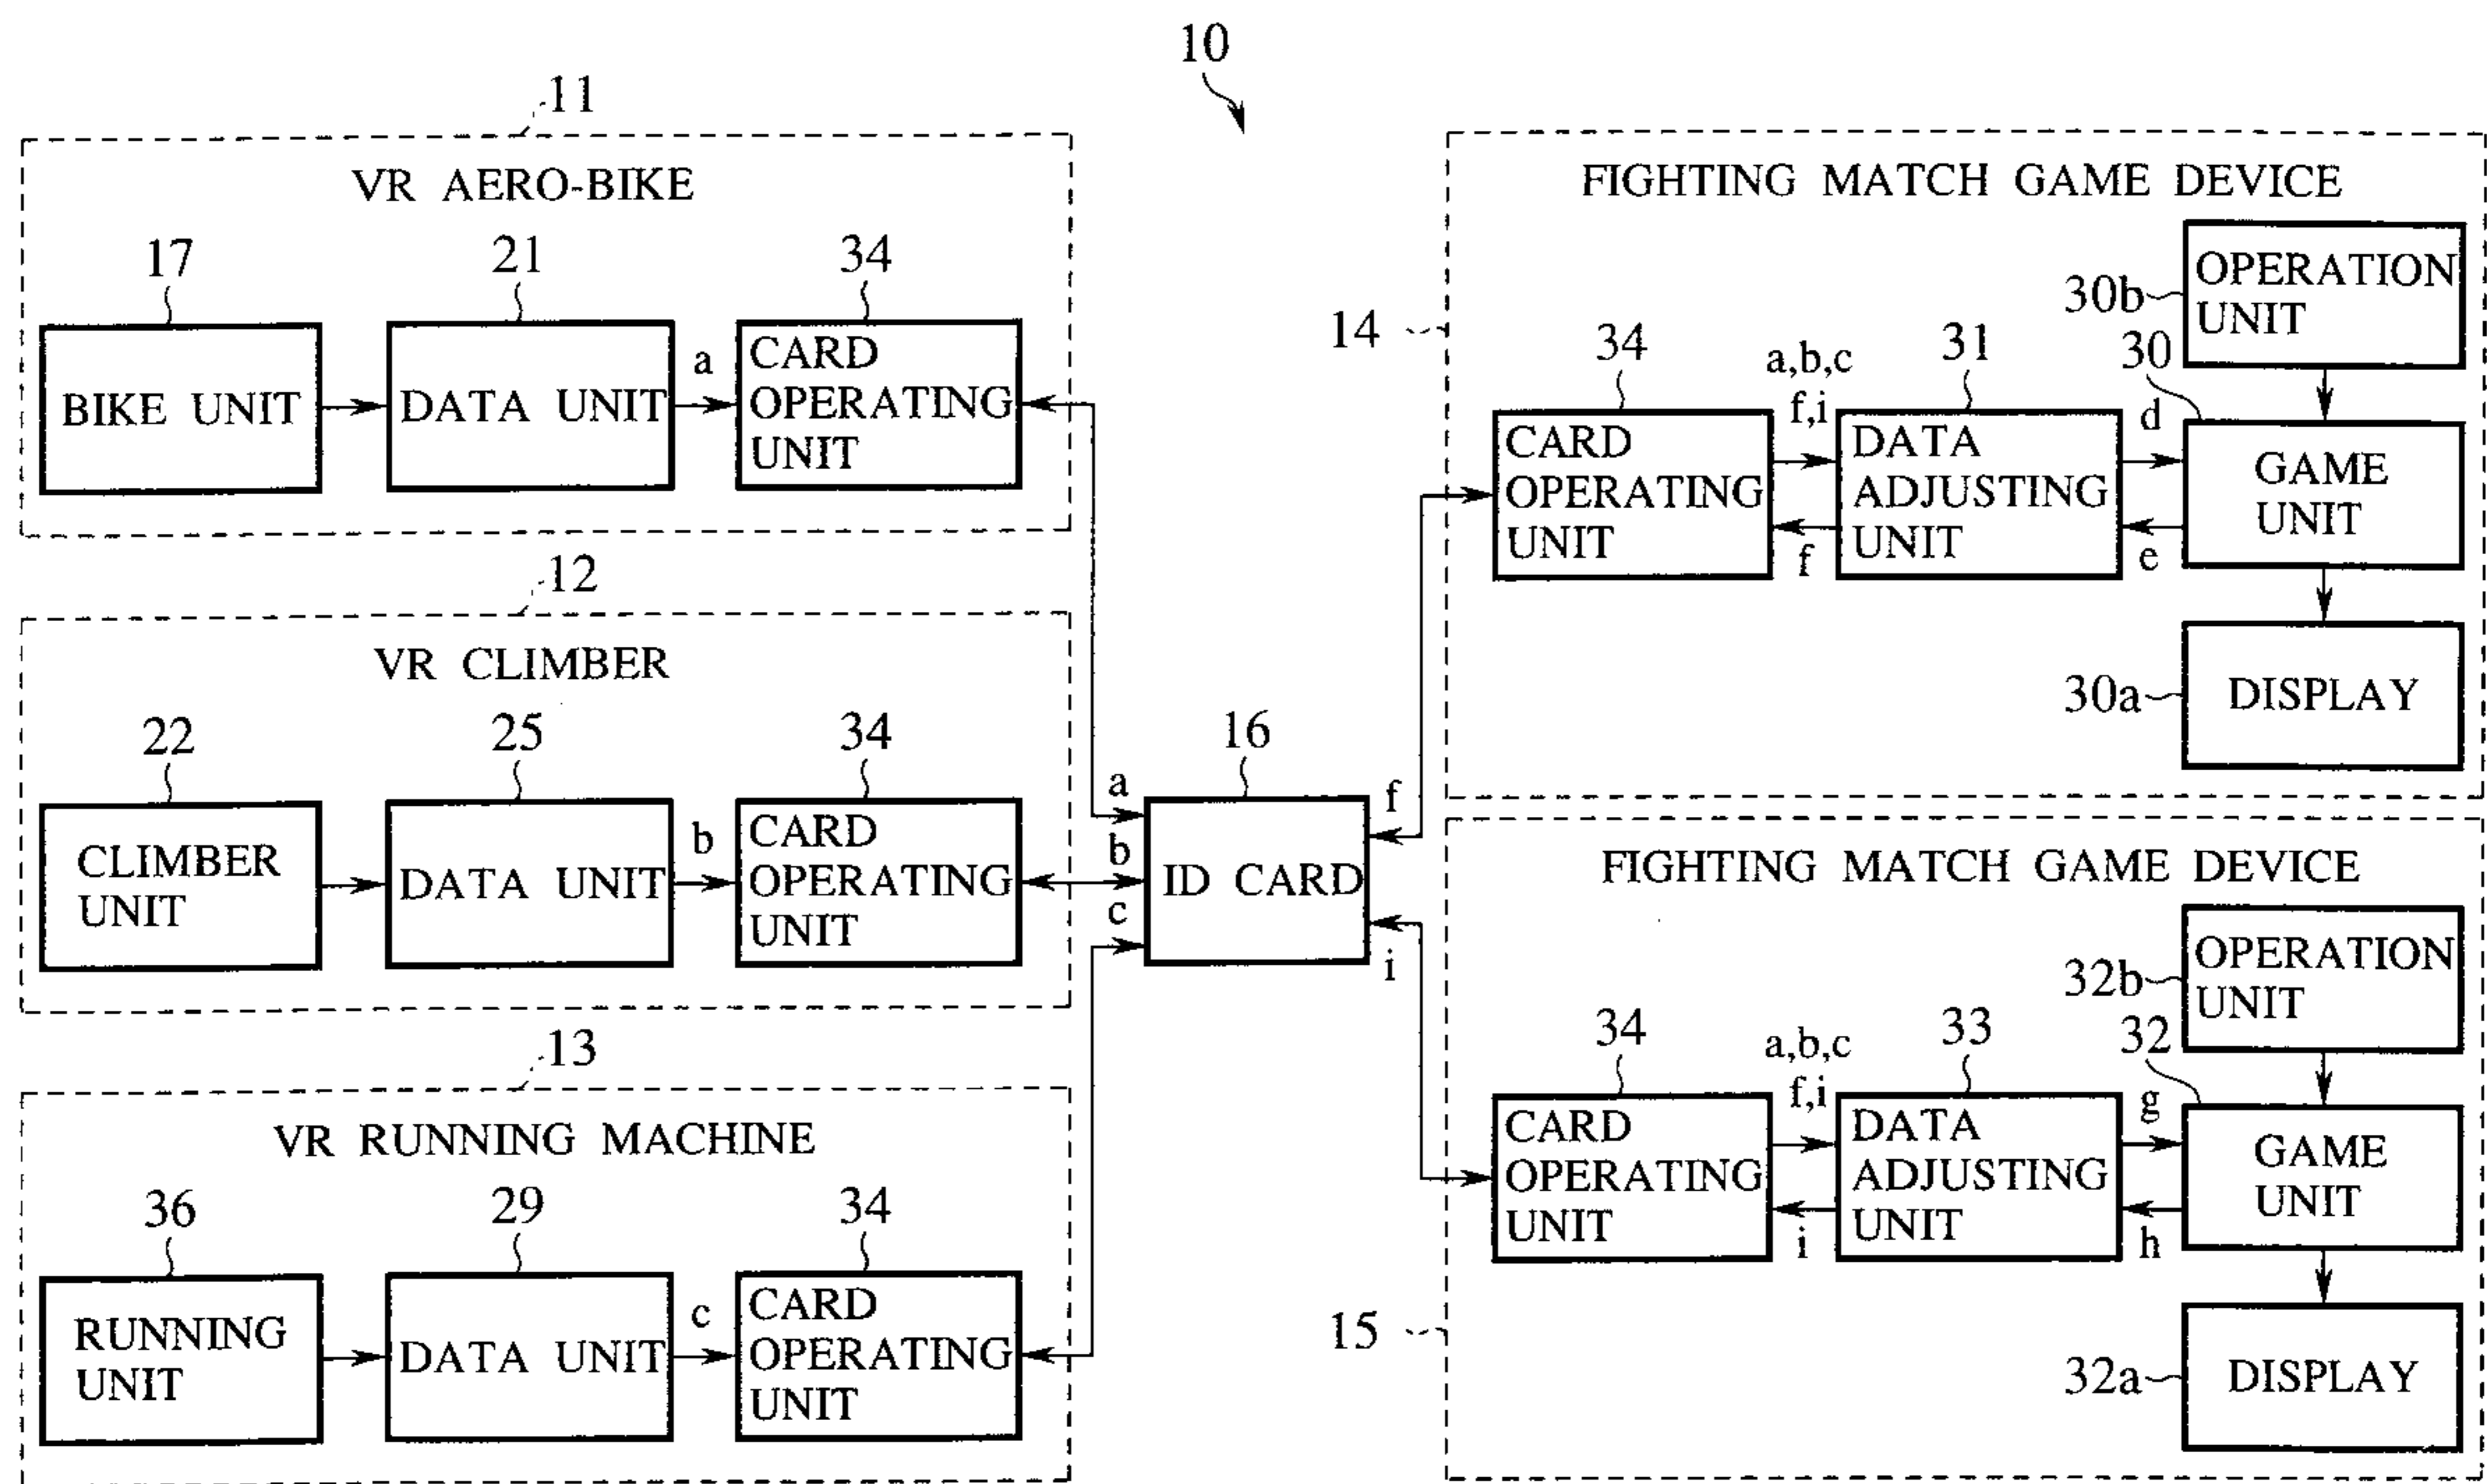 10
11
VR AERO-BIKE
17
21
34
BIKE UNIT
DATA UNIT
a
CARD
OPERATING
UNIT
12
VR CLIMBER
22
25
34
CLIMBER
UNIT
DATA UNIT
b
CARD
OPERATING
UNIT
13
VR RUNNING MACHINE
36
29
34
RUNNING
UNIT
DATA UNIT
c
CARD
OPERATING
UNIT
16
a
b
c
ID CARD
f
i
14
FIGHTING MATCH GAME DEVICE
30b
OPERATION
UNIT
34
a,b,c
f,i
31
30
CARD
OPERATING
UNIT
f
DATA
ADJUSTING
UNIT
d
e
GAME
UNIT
30a
DISPLAY
15
FIGHTING MATCH GAME DEVICE
32b
OPERATION
UNIT
34
a,b,c
f,i
33
32
CARD
OPERATING
UNIT
i
DATA
ADJUSTING
UNIT
g
h
GAME
UNIT
32a
DISPLAY